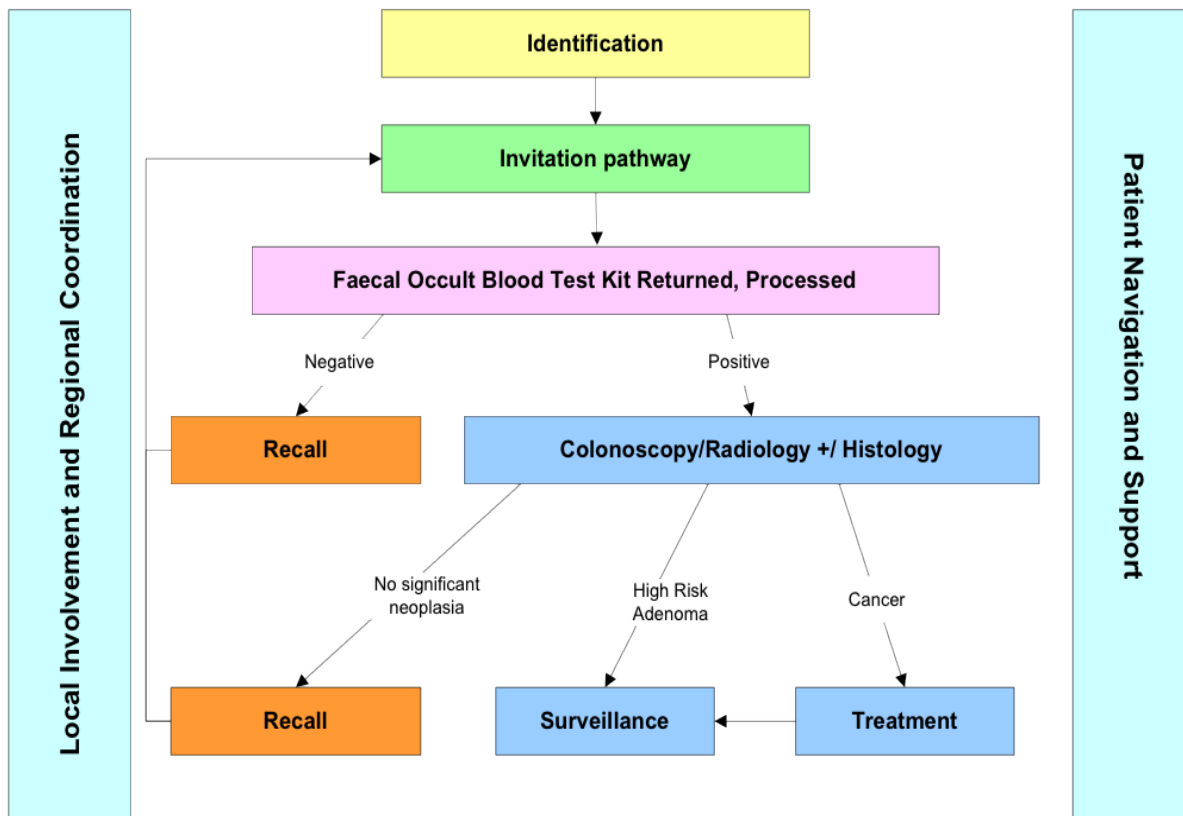 Local Involvement and Regional Coordination
Identification
Invitation pathway
Faecal Occult Blood Test Kit Returned, Processed
Negative
Positive
Recall
Colonoscopy/Radiology +/ Histology
No significant
neoplasia
High Risk
Adenoma
Cancer
Recall
Surveillance
Treatment
Patient Navigation and Support